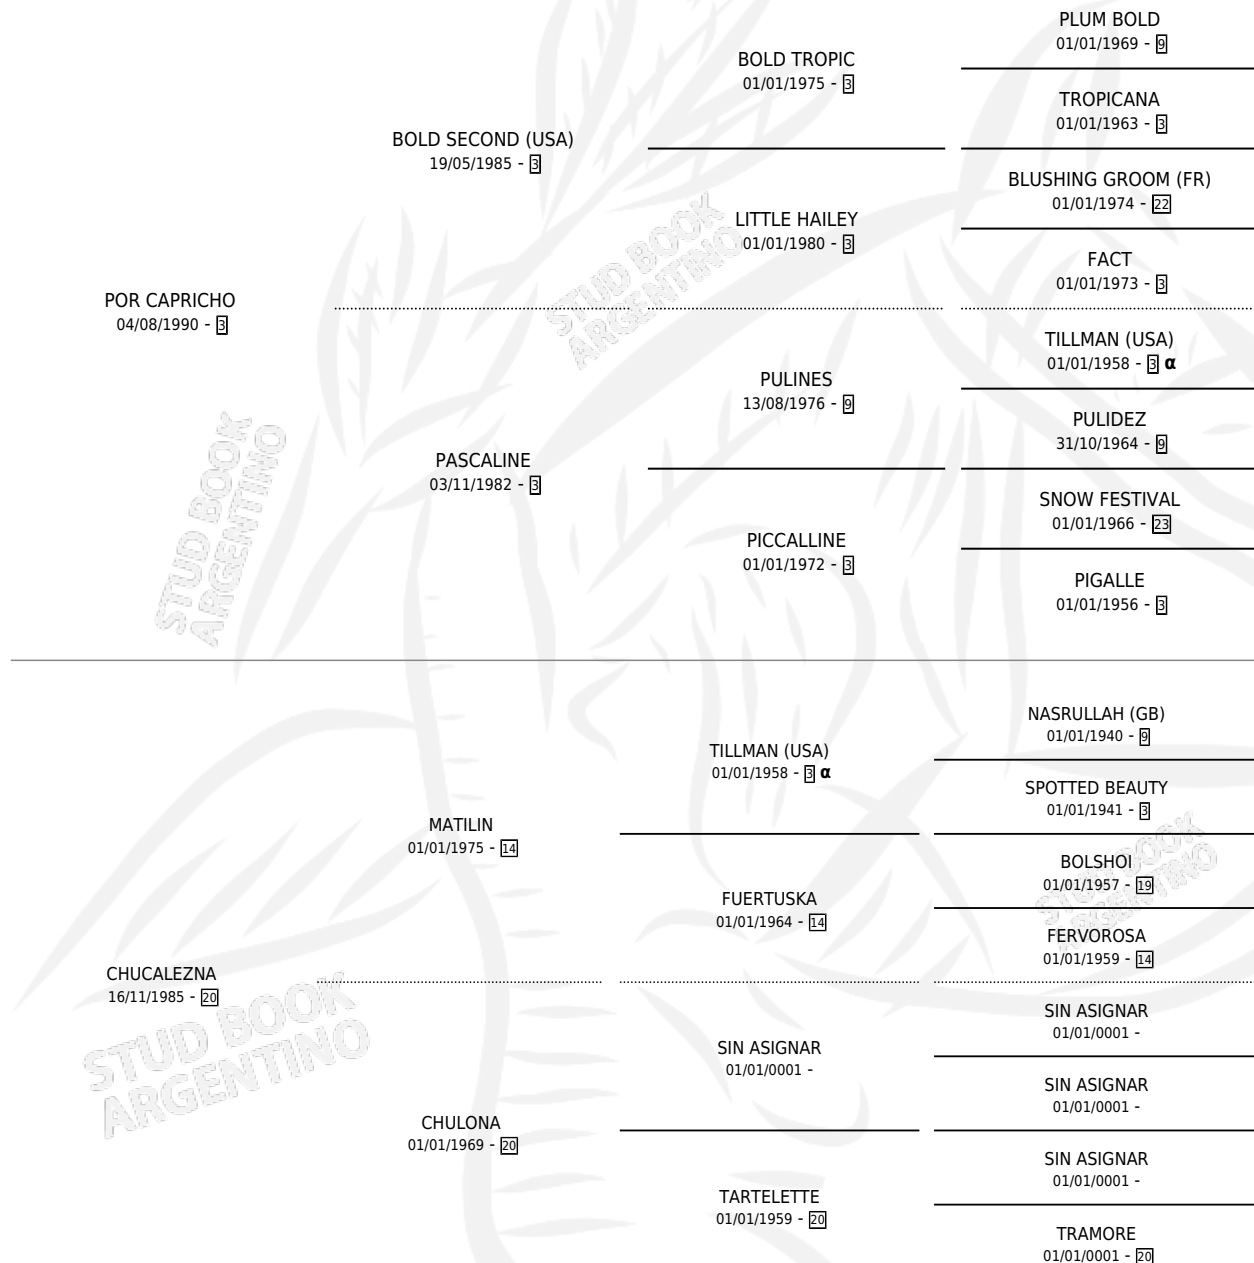 PLUM BOLD
01/01/1969 - 9
BOLD TROPIC
01/01/1975 - 3
TROPICANA
01/01/1963 - 3
BOLD SECOND (USA)
19/05/1985 - 3
BLUSHING GROOM (FR)
01/01/1974 - 22
LITTLE HAILEY
01/01/1980 - 3
FACT
01/01/1973 - 3
POR CAPRICHO
04/08/1990 - 3
TILLMAN (USA)
01/01/1958 - 3 α
PULINES
13/08/1976 - 9
PULIDEZ
31/10/1964 - 9
PASCALINE
03/11/1982 - 3
SNOW FESTIVAL
01/01/1966 - 23
PICCALLINE
01/01/1972 - 3
PIGALLE
01/01/1956 - 3
NASRULLAH (GB)
01/01/1940 - 9
TILLMAN (USA)
01/01/1958 - 3 α
SPOTTED BEAUTY
01/01/1941 - 3
MATILIN
01/01/1975 - 14
BOLSHOI
01/01/1957 - 19
FUERTUSKA
01/01/1964 - 14
FERVOROSA
01/01/1959 - 14
CHUCALEZNA
16/11/1985 - 20
SIN ASIGNAR
01/01/0001 -
SIN ASIGNAR
01/01/0001 -
SIN ASIGNAR
01/01/0001 -
CHULONA
01/01/1969 - 20
SIN ASIGNAR
01/01/0001 -
TARTELETTE
01/01/1959 - 20
TRAMORE
01/01/0001 - 20
STUD BOOK
ARGENTINO
STUD BOOK
ARGENTINO
STUD BOOK
ARGENTINO
STUD BOOK
ARGENTINO